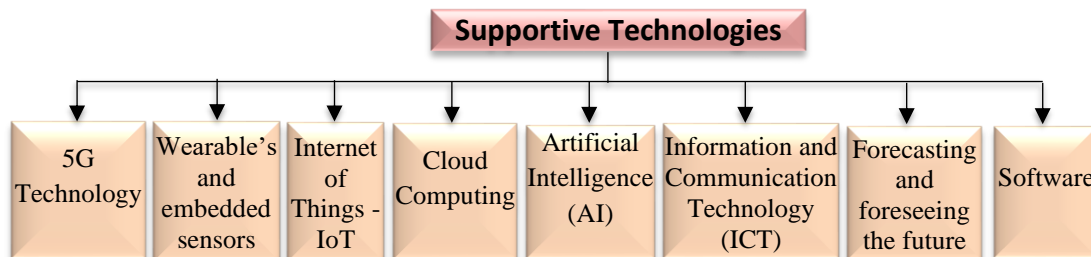 Supportive Technologies
5G
Technology
Wearable's
and
embedded
sensors
Internet
of
Things -
IoT
Cloud
Computing
Artificial
Intelligence
(AI)
Information and
Communication
Technology
(ICT)
Forecasting
and
foreseeing
the future
Software